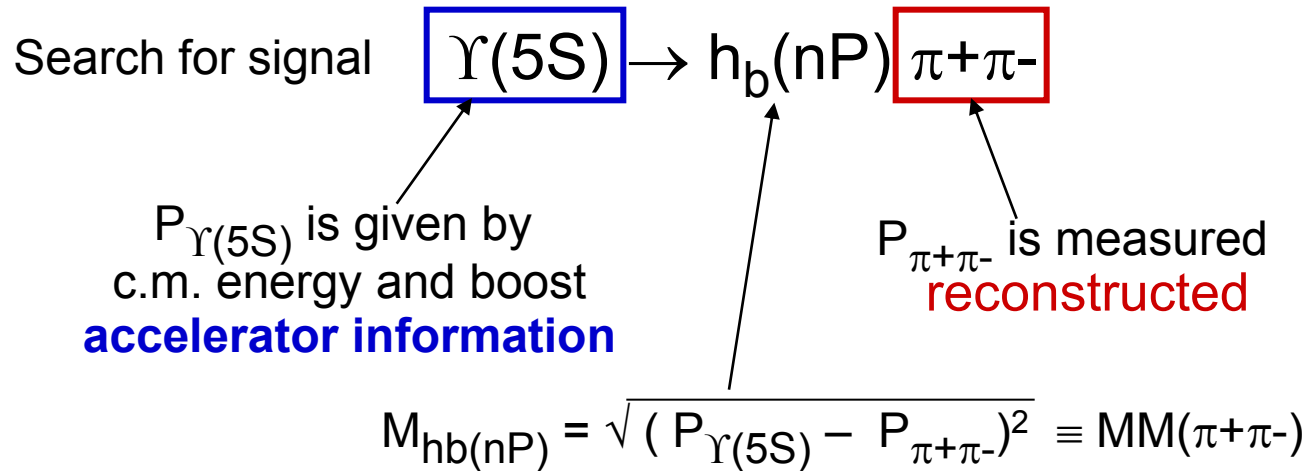 Search for signal ϒ(5S) → h_b(nP) π+π-
P_ϒ(5S) is given by
c.m. energy and boost
accelerator information
P_π+π- is measured
reconstructed
M_hb(nP) = √( P_ϒ(5S) – P_π+π-)² ≡ MM(π+π-)